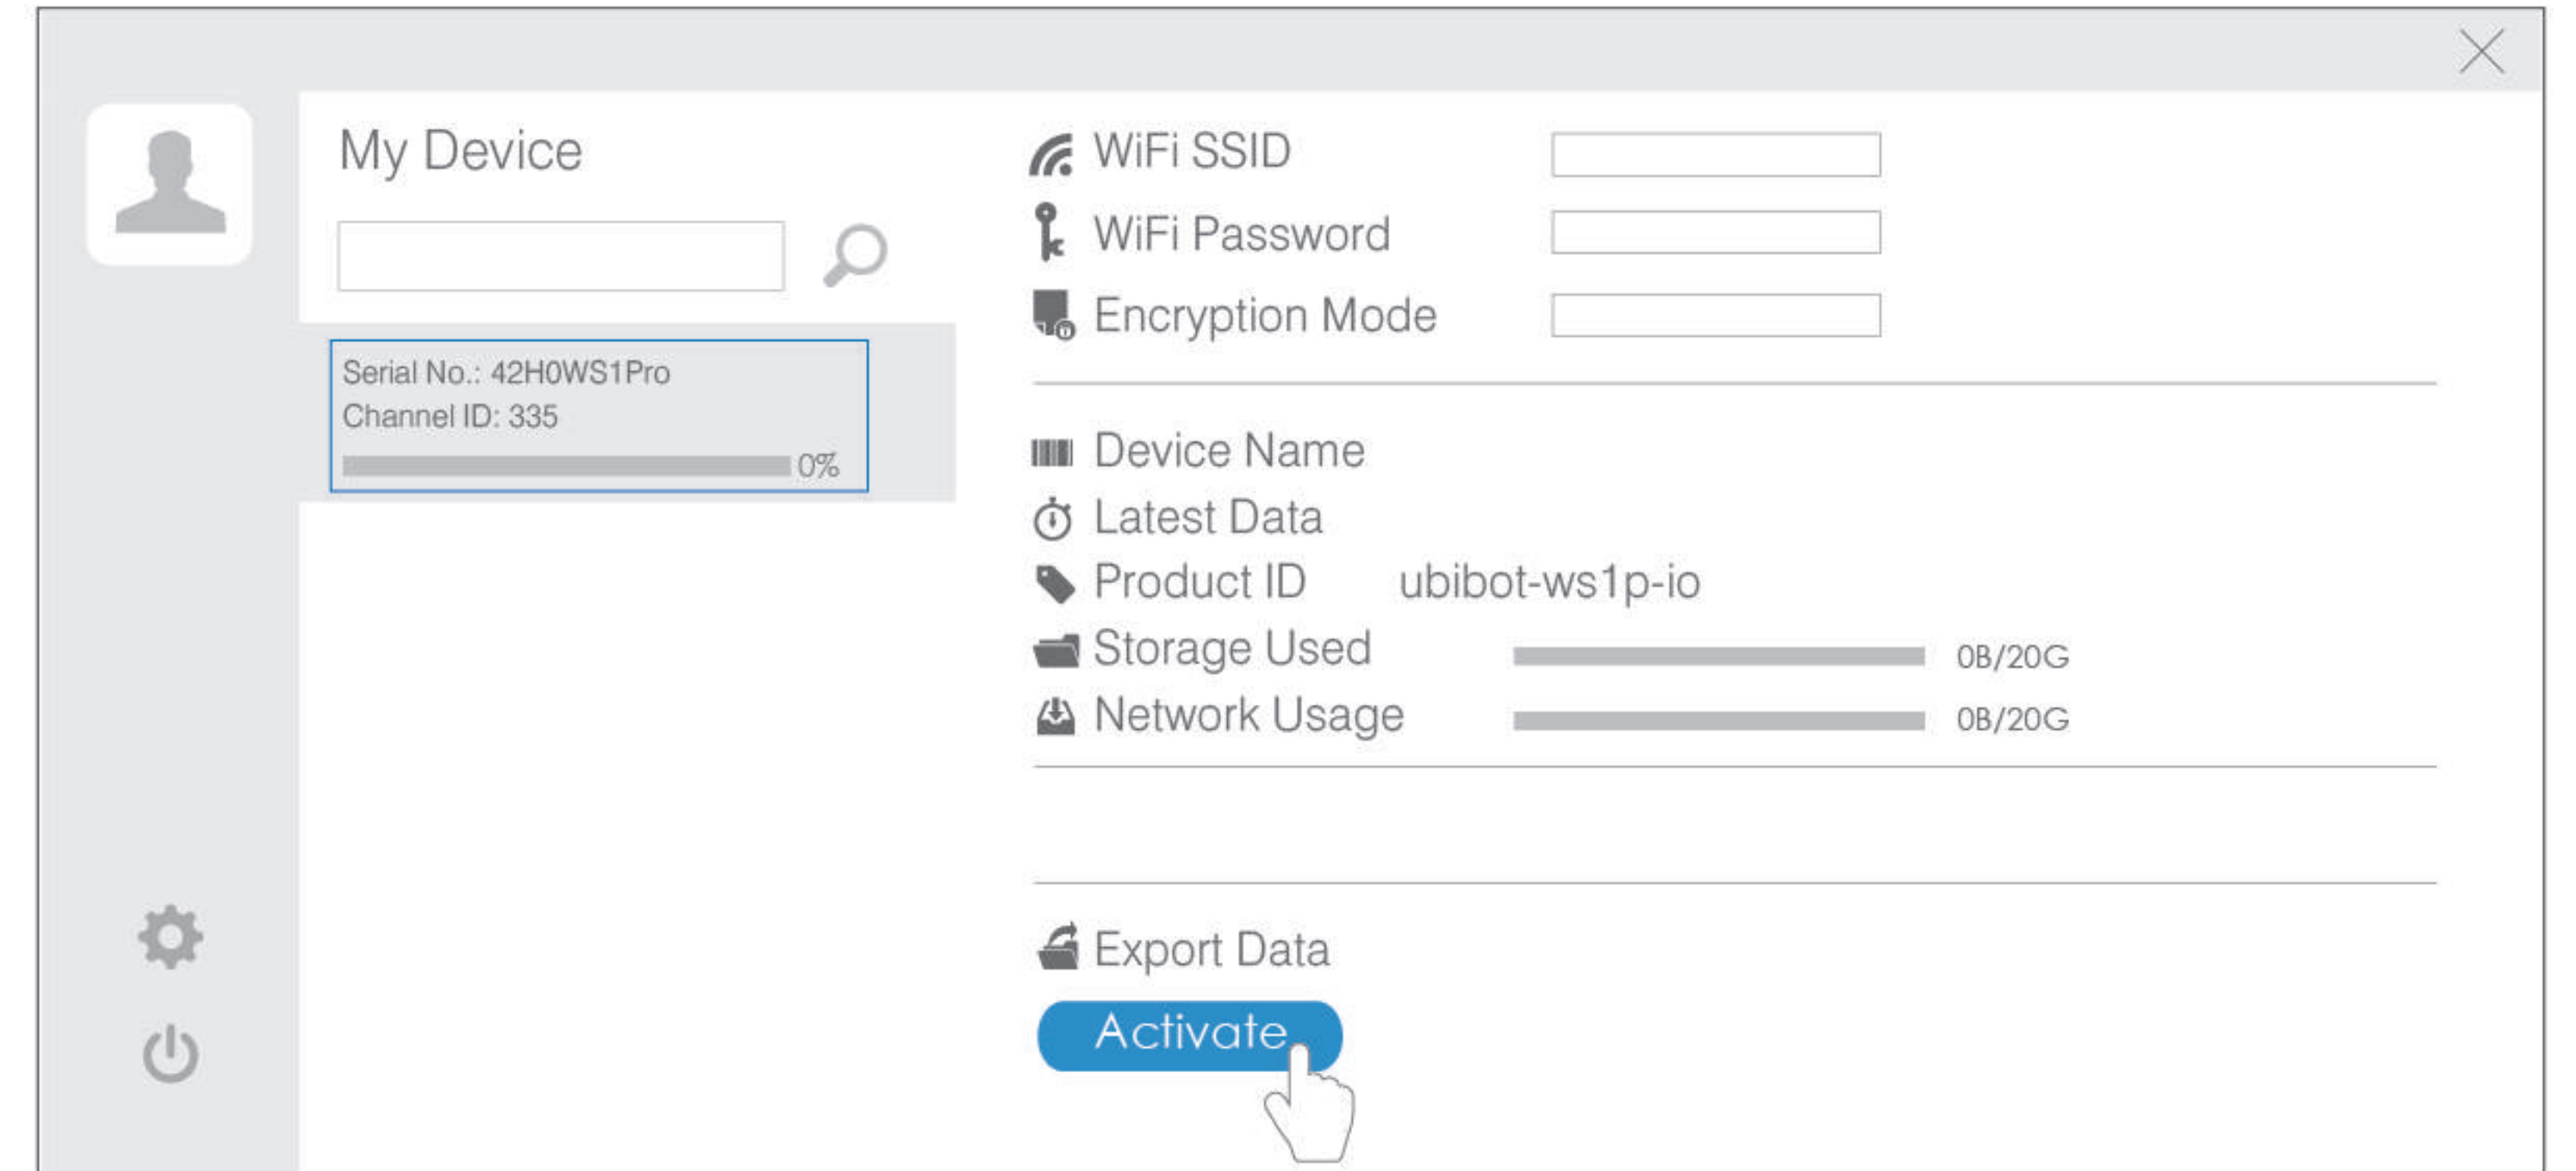 My Device
Serial No.: 42H0WS1Pro
Channel ID: 335
0%
WiFi SSID
WiFi Password
Encryption Mode
Device Name
Latest Data
Product ID ubibot-ws1p-io
Storage Used 0B/20G
Network Usage 0B/20G
Export Data
Activate